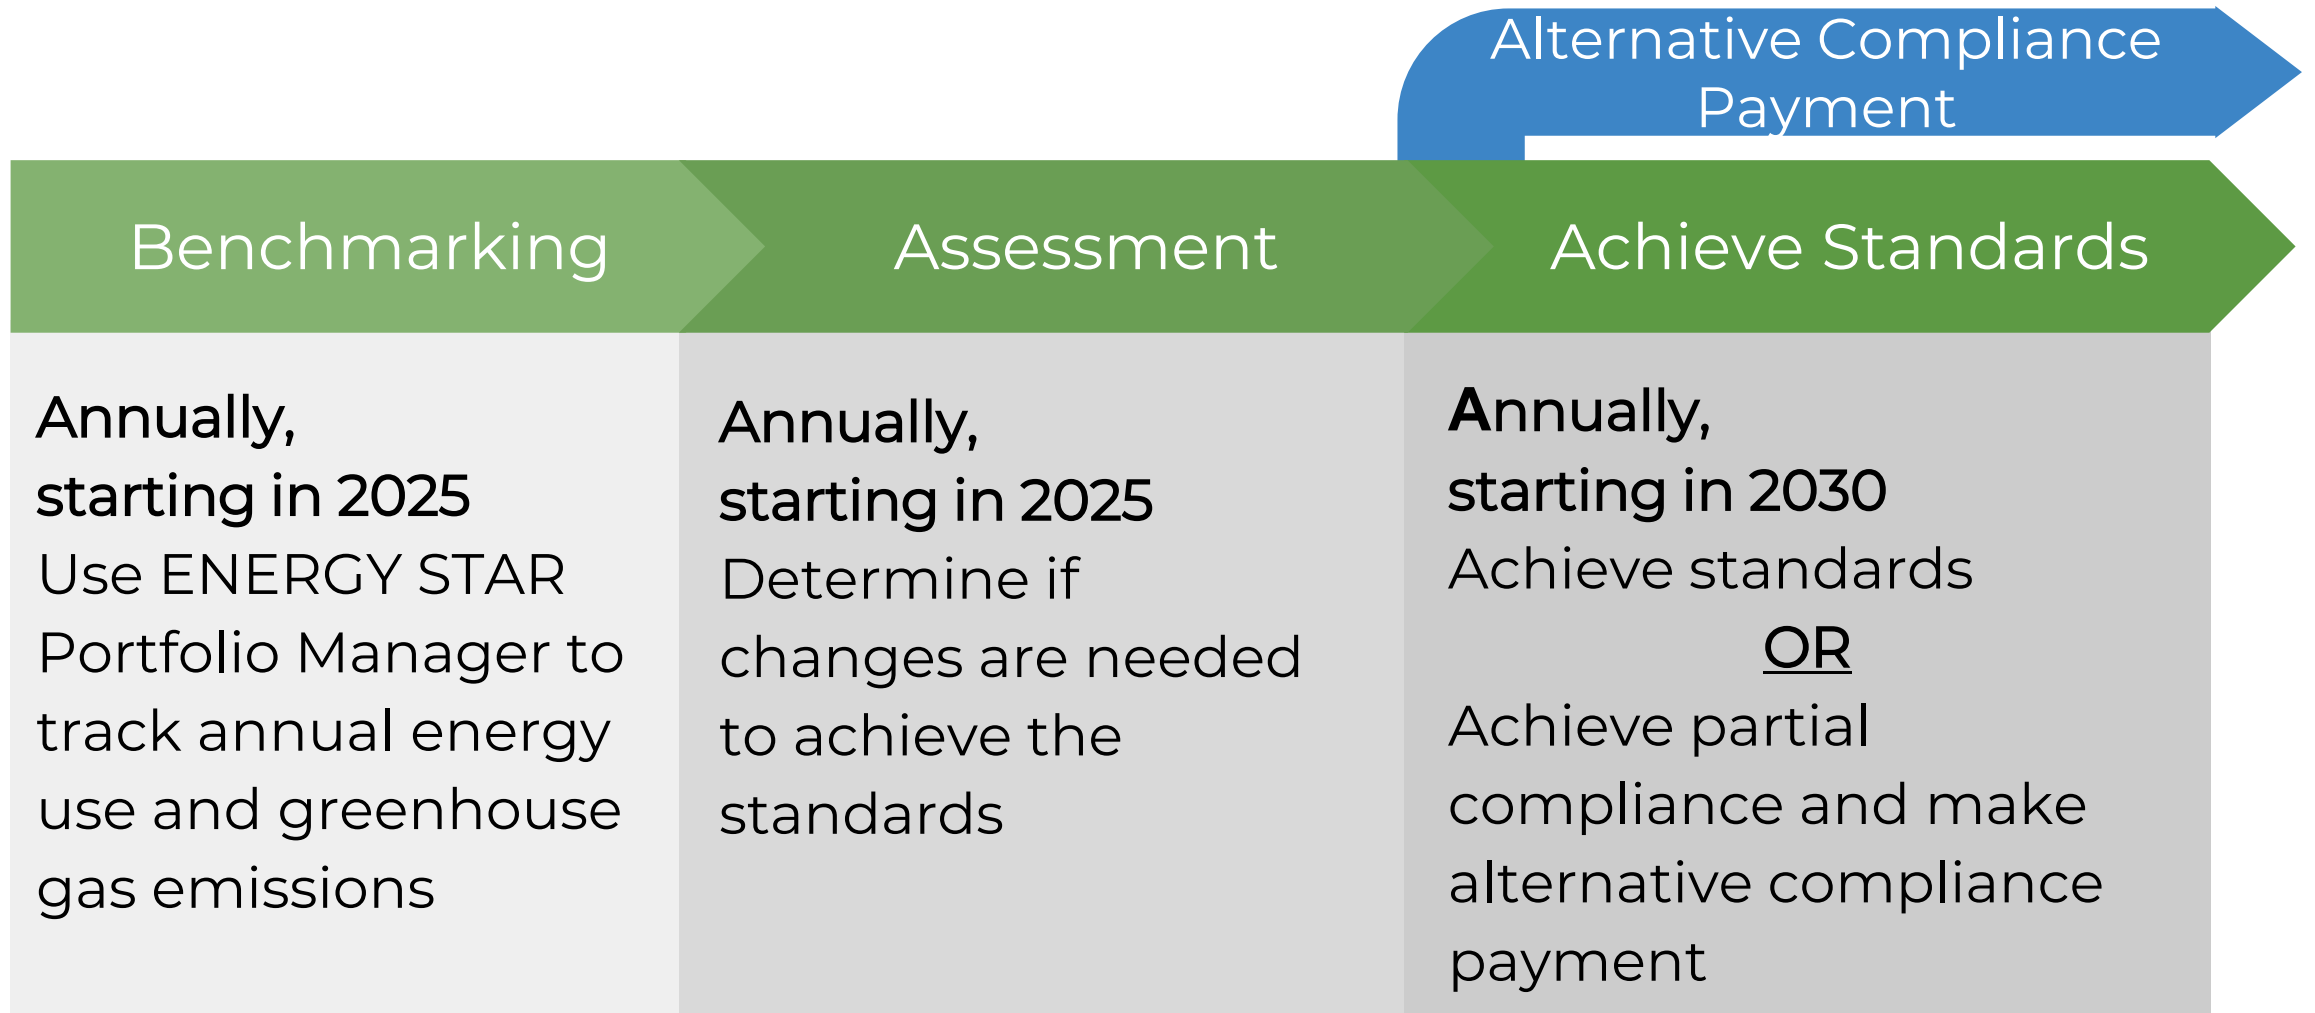 Alternative Compliance
Payment
Benchmarking
Assessment
Achieve Standards
Annually,
starting in 2025
Use ENERGY STAR
Portfolio Manager to
track annual energy
use and greenhouse
gas emissions
Annually,
starting in 2025
Determine if
changes are needed
to achieve the
standards
Annually,
starting in 2030
Achieve standards
OR
Achieve partial
compliance and make
alternative compliance
payment